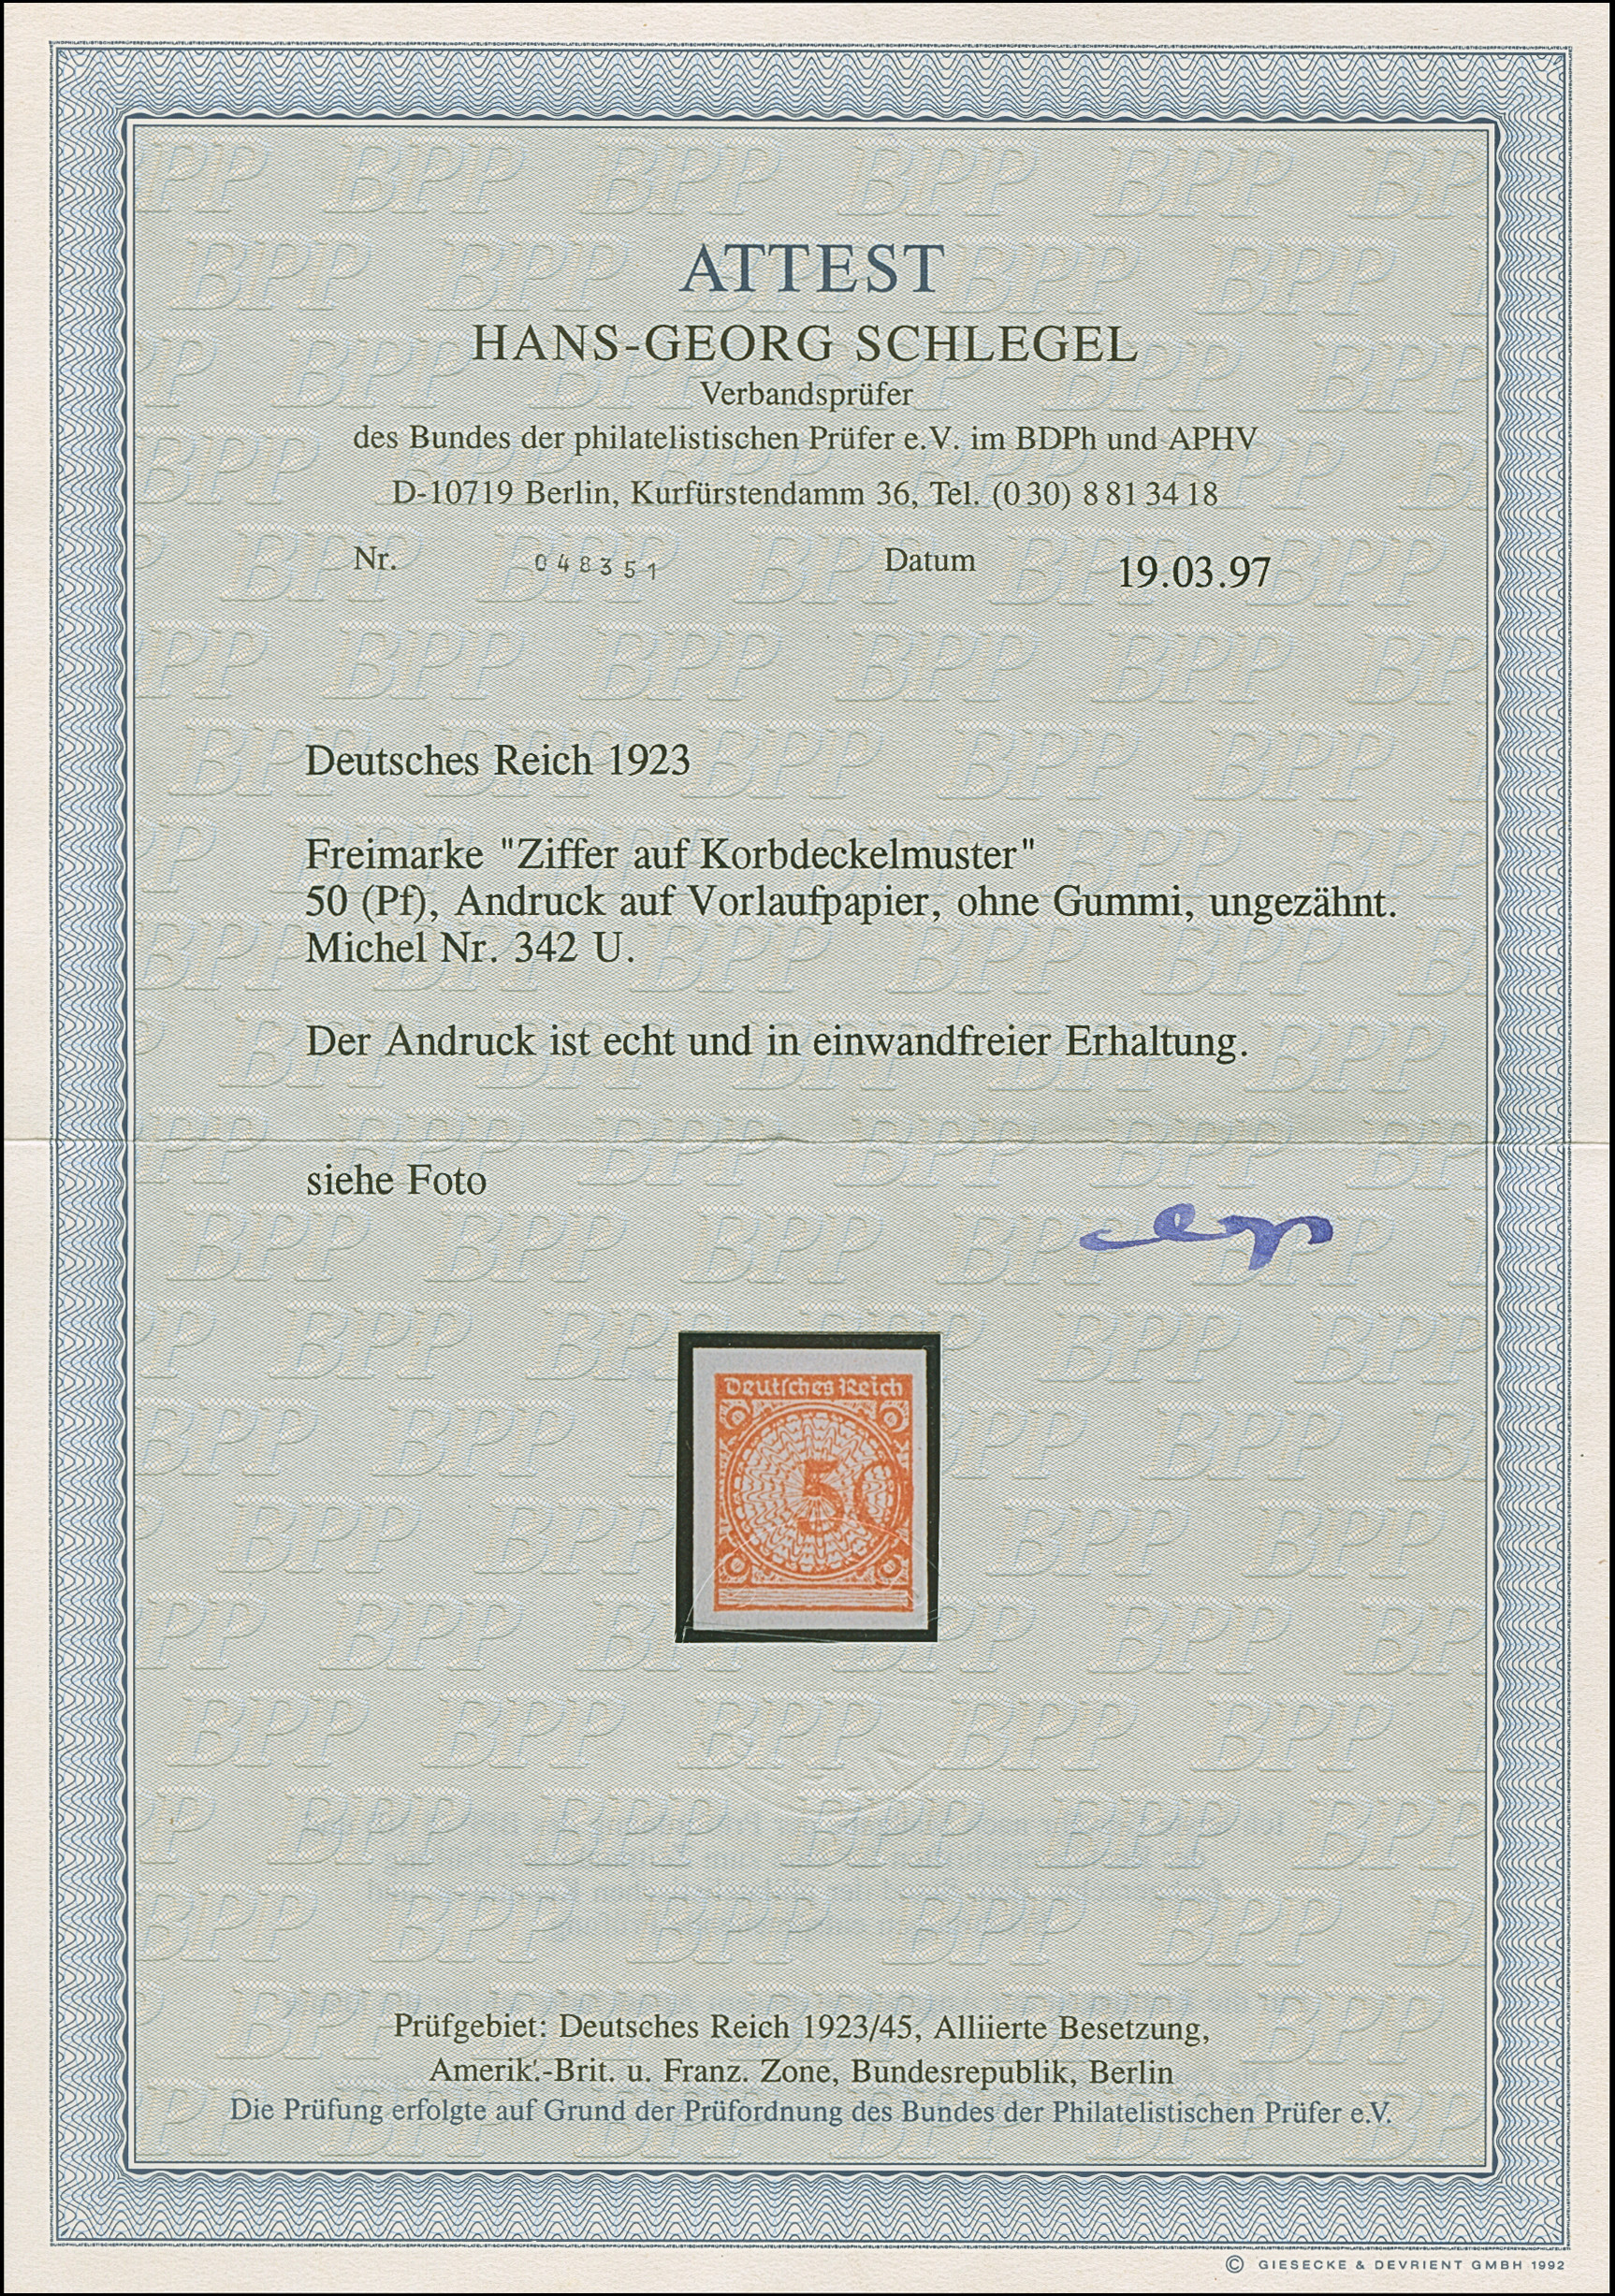 ATTEST
HANS-GEORG SCHLEGEL
Verbandsprüfer
des Bundes der philatelistischen Prüfer e.V. im BDPh und APHV
D-10719 Berlin, Kurfürstendamm 36, Tel. (0 30) 8 81 34 18
Nr. 048351 Datum 19.03.97
Deutsches Reich 1923
Freimarke "Ziffer auf Korbdeckelmuster"
50 (Pf), Andruck auf Vorlaufpapier, ohne Gummi, ungezähnt.
Michel Nr. 342 U.
Der Andruck ist echt und in einwandfreier Erhaltung.
siehe Foto
Deutsches Reich
50
Prüfgebiet: Deutsches Reich 1923/45, Alliierte Besetzung,
Amerik.-Brit. u. Franz. Zone, Bundesrepublik, Berlin
Die Prüfung erfolgte auf Grund der Prüfordnung des Bundes der Philatelistischen Prüfer e.V.
© GIESECKE & DEVRIENT GMBH 1992